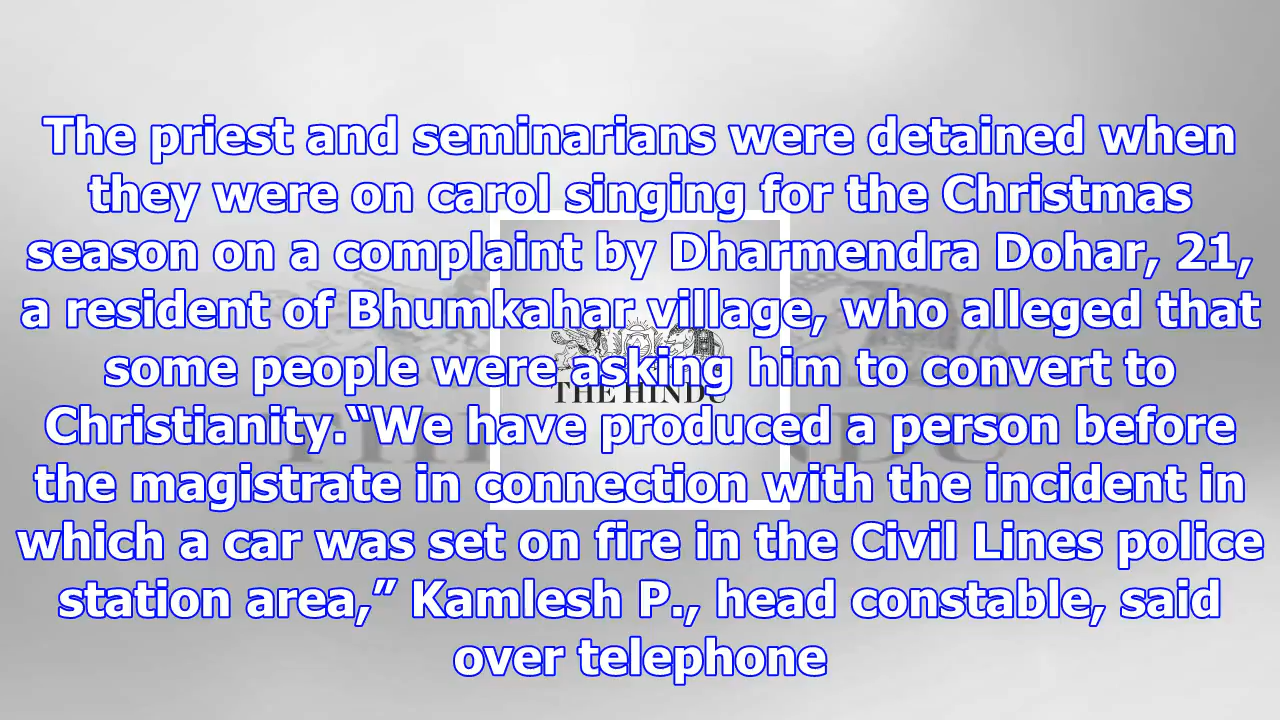 The priest and seminarians were detained when
they were on carol singing for the Christmas
season on a complaint by Dharmendra Dohar, 21,
a resident of Bhumkahar village, who alleged that
some people were asking him to convert to
THE HINDU
Christianity.“We have produced a person before
THE HINDU
the magistrate in connection with the incident in
which a car was set on fire in the Civil Lines police
station area,” Kamlesh P., head constable, said
over telephone